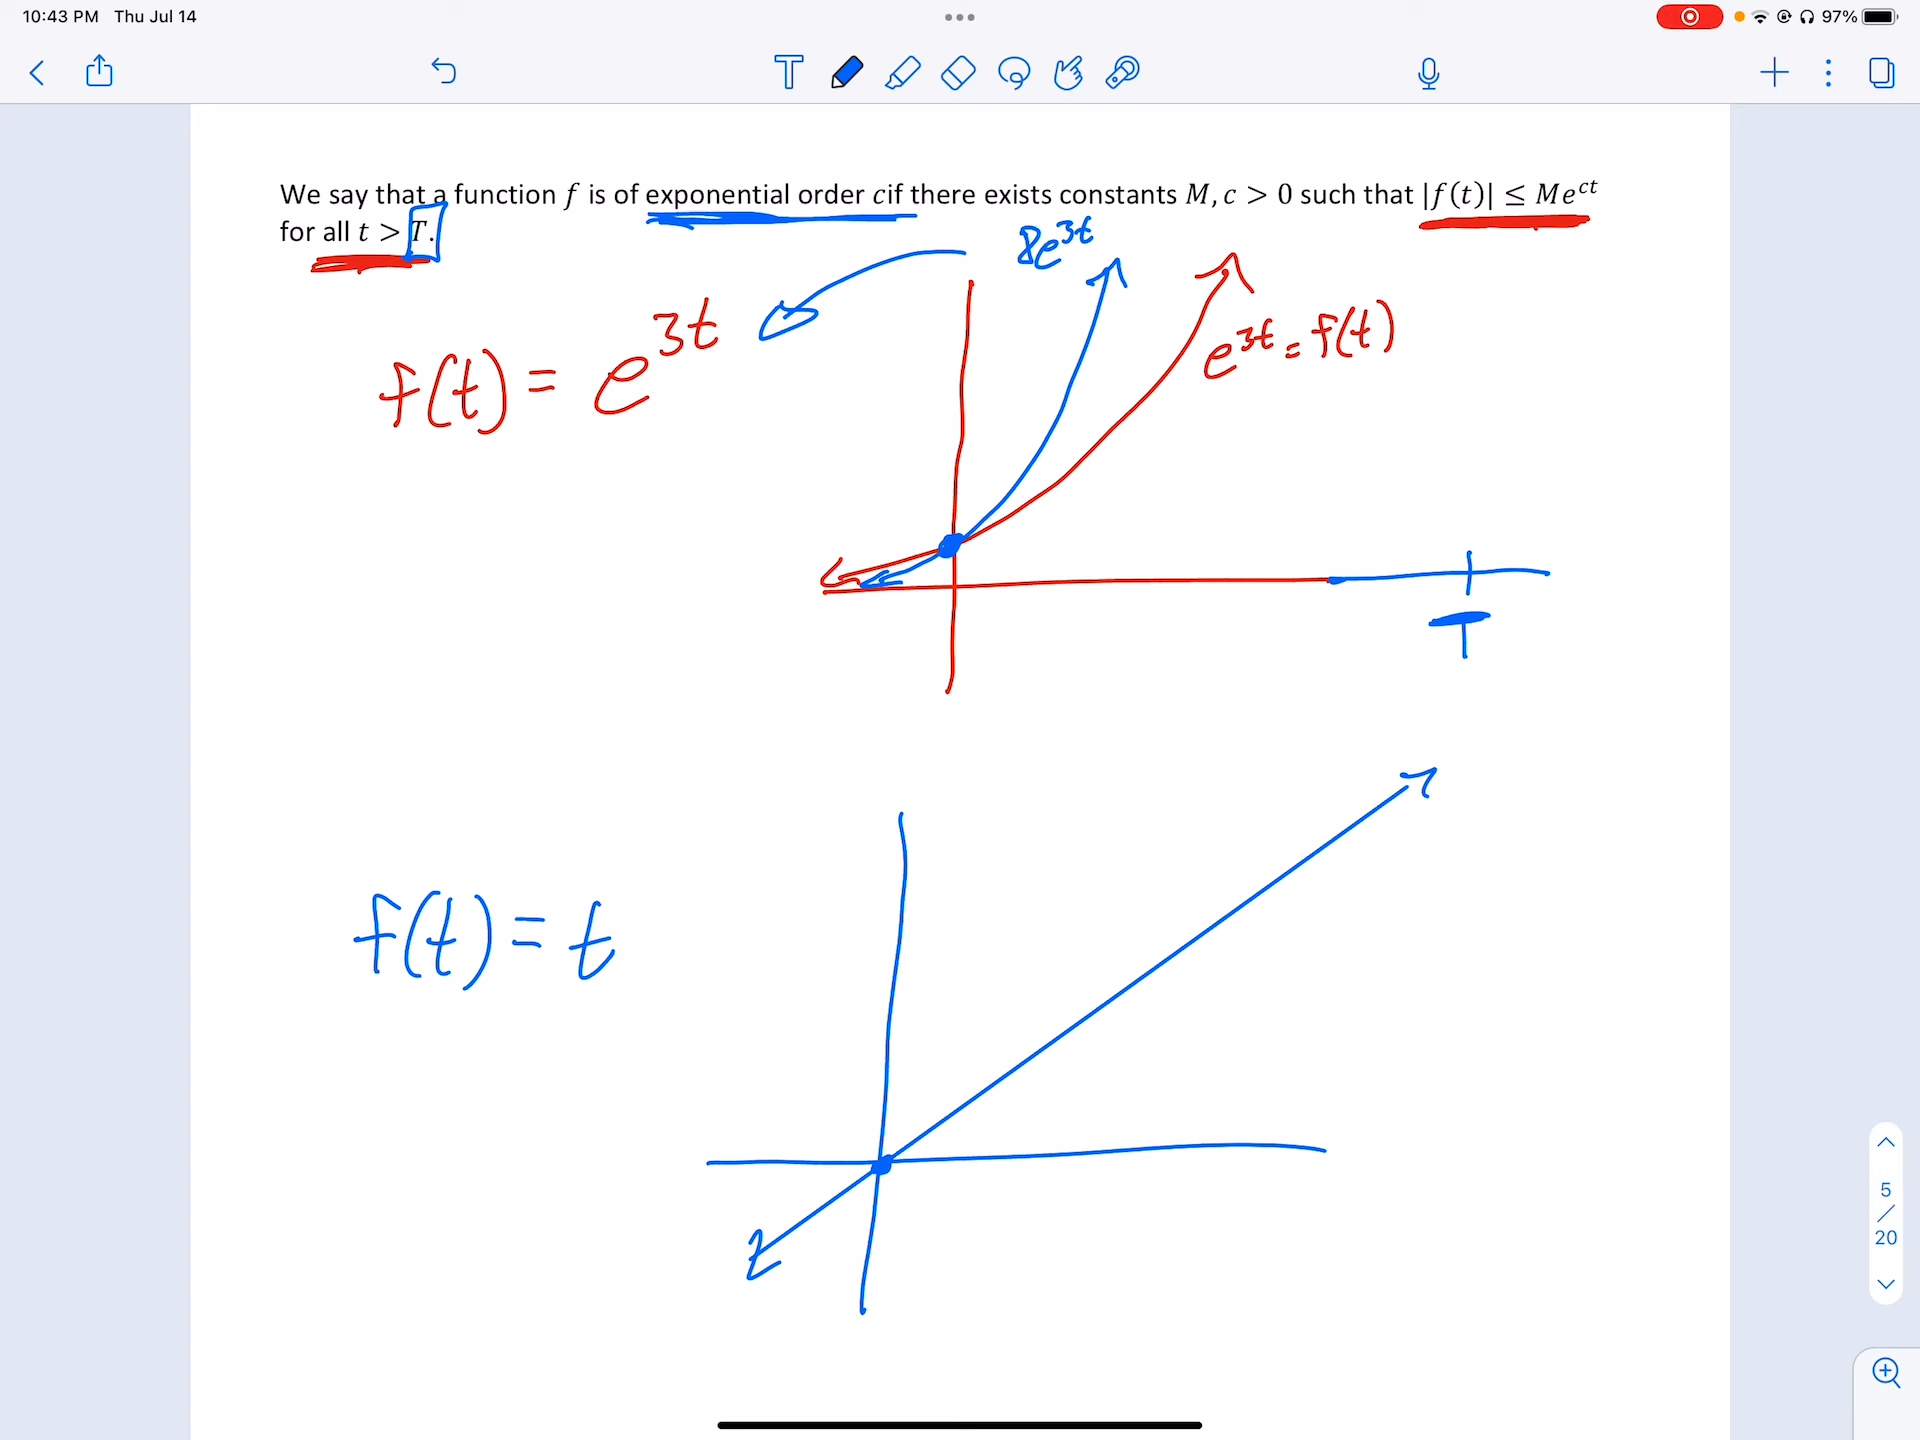 10:43 PM Thu Jul 14
97%
We say that a function f is of exponential order cif there exists constants M, c > 0 such that |f(t)| ≤ Me^{ct}
for all t > T.
8e^{3t}
f(t) = e^{3t}
e^{3t} = f(t)
T
f(t) = t
5
/
20